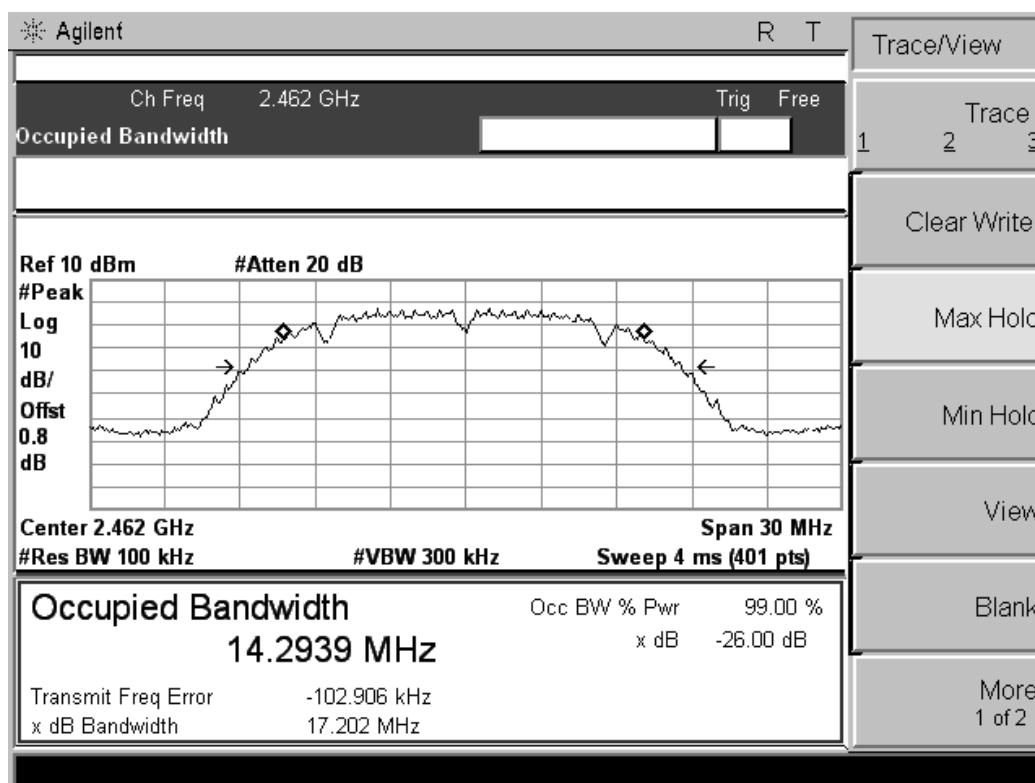 Agilent R T
Trace/View
Ch Freq 2.462 GHz Trig Free
Occupied Bandwidth
Trace
1 2 3
Clear Write
Max Hold
Min Hold
View
Blank
More
1 of 2
Ref 10 dBm #Atten 20 dB
#Peak
Log
10
dB/
Offst
0.8
dB
Center 2.462 GHz Span 30 MHz
#Res BW 100 kHz #VBW 300 kHz Sweep 4 ms (401 pts)
Occupied Bandwidth Occ BW % Pwr 99.00 %
14.2939 MHz x dB -26.00 dB
Transmit Freq Error -102.906 kHz
x dB Bandwidth 17.202 MHz